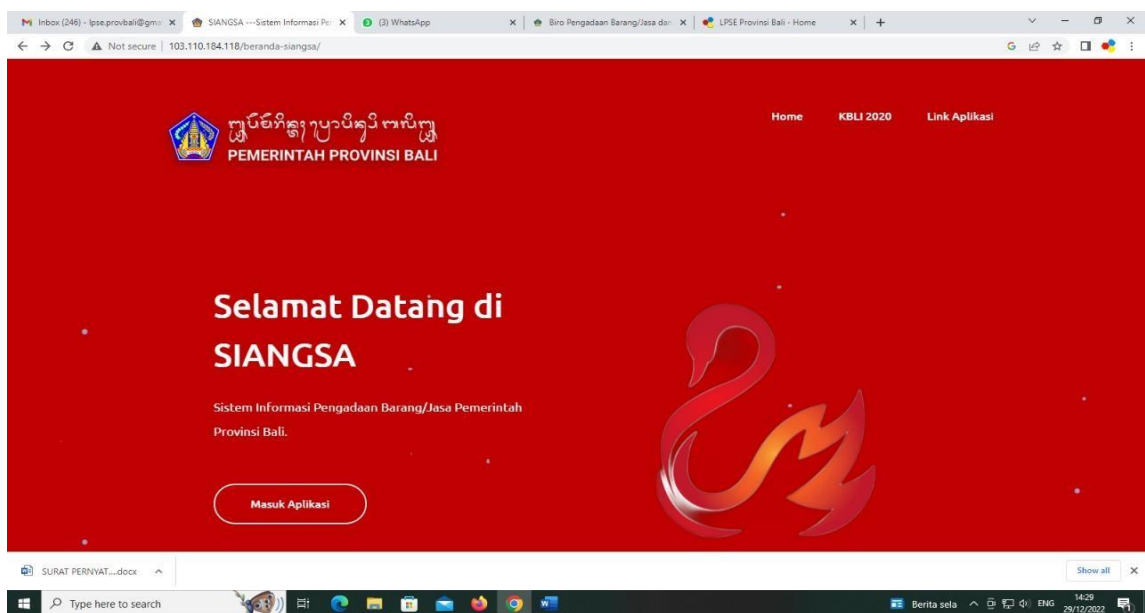 Inbox (246) - lpse.provbali@gma
SIANGSA ---Sistem Informasi Pe
(3) WhatsApp
Biro Pengadaan Barang/Jasa dan
LPSE Provinsi Bali - Home
Not secure
103.110.184.118/beranda-siangsa/
PEMERINTAH PROVINSI BALI
Home
KBLI 2020
Link Aplikasi
Selamat Datang di
SIANGSA
Sistem Informasi Pengadaan Barang/Jasa Pemerintah
Provinsi Bali.
Masuk Aplikasi
SURAT PERNYAT....docx
Show all
Type here to search
Berita sela
ENG
14:29
29/12/2022